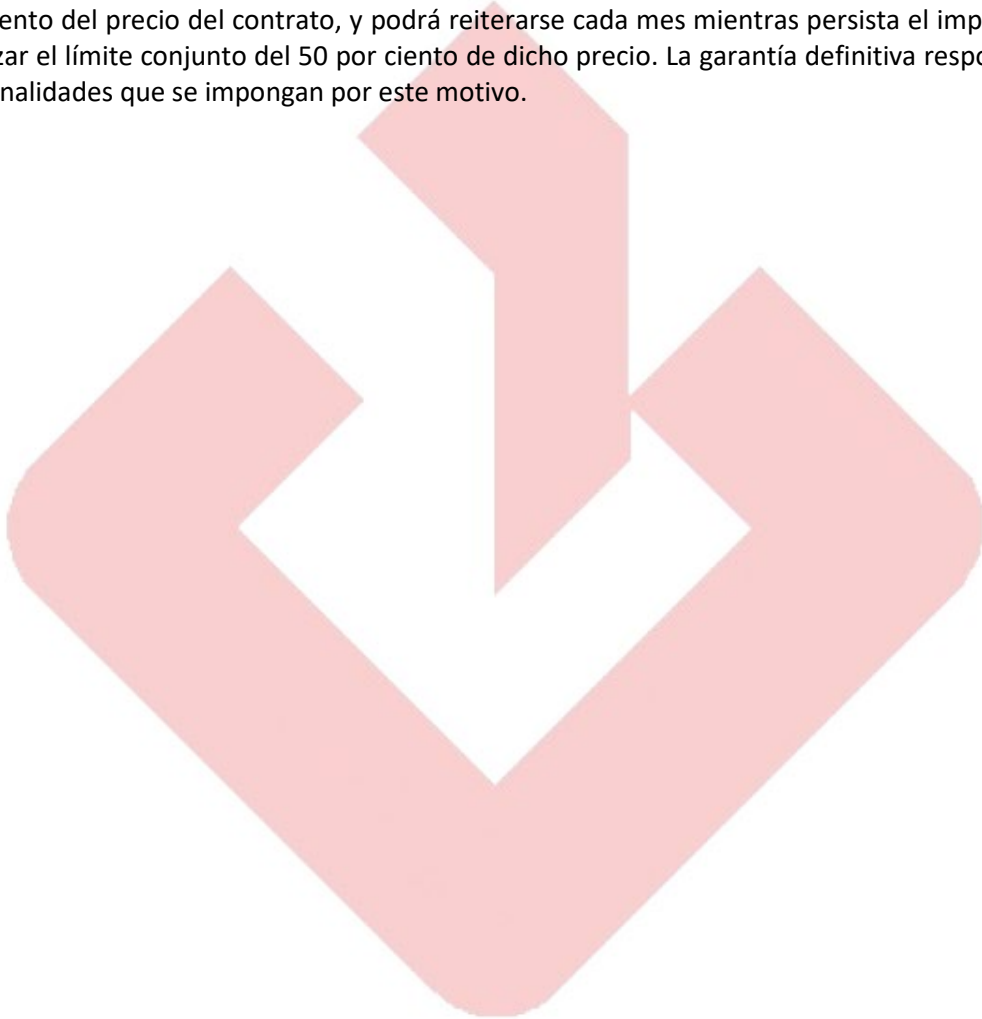 ento del precio del contrato, y podrá reiterarse cada mes mientras persista el imp
zar el límite conjunto del 50 por ciento de dicho precio. La garantía definitiva respo
nalidades que se impongan por este motivo.